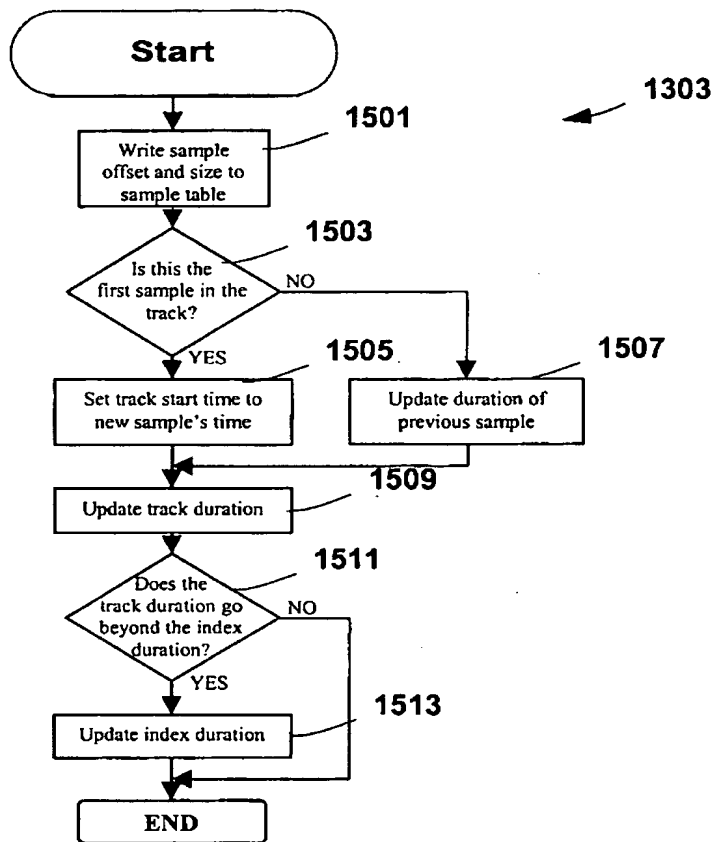 Start
1303
1501
Write sample
offset and size to
sample table
1503
Is this the
first sample in the
track?
NO
YES
1505
1507
Set track start time to
new sample's time
Update duration of
previous sample
1509
Update track duration
1511
Does the
track duration go
beyond the index
duration?
NO
YES
1513
Update index duration
END